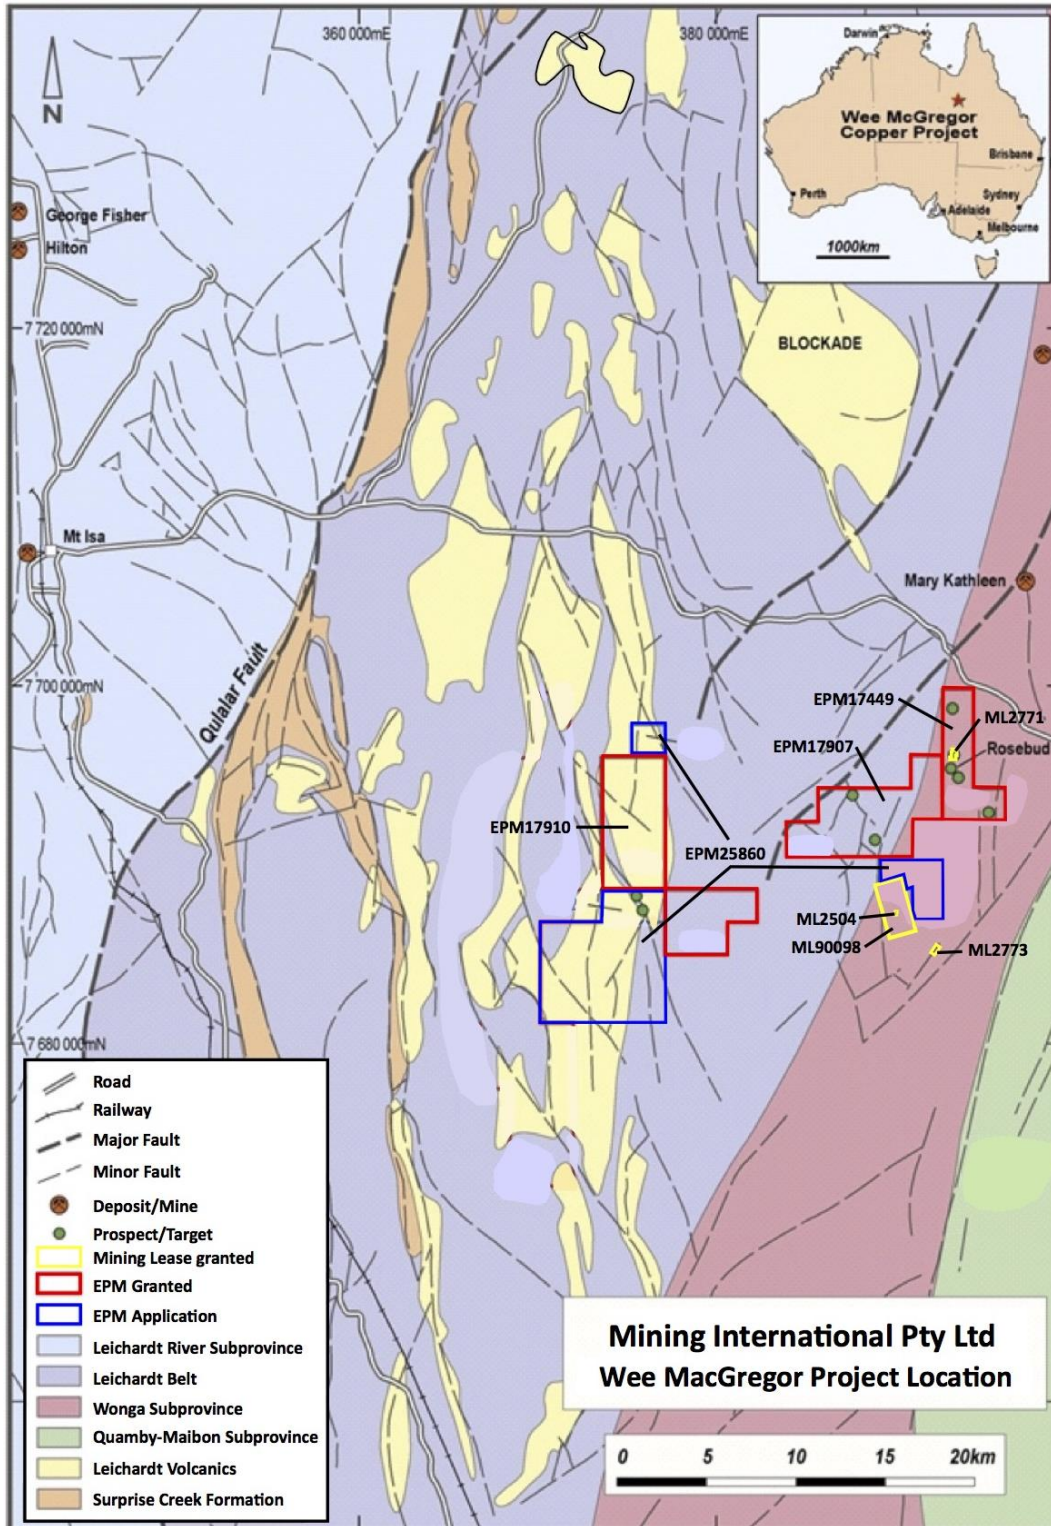 360 000mE
380 000mE
N
Darwin
Wee McGregor
Copper Project
Brisbane
Perth
Sydney
Adelaide
Melbourne
1000km
George Fisher
Hilton
7 720 000mN
BLOCKADE
Mt Isa
Mary Kathleen
Qulalar Fault
7 700 000mN
EPM17449
ML2771
EPM17907
Rosebud
EPM17910
EPM25860
ML2504
ML90098
ML2773
7 680 000mN
Road
Railway
Major Fault
Minor Fault
Deposit/Mine
Prospect/Target
Mining Lease granted
EPM Granted
EPM Application
Leichardt River Subprovince
Leichardt Belt
Wonga Subprovince
Quamby-Maibon Subprovince
Leichardt Volcanics
Surprise Creek Formation
Mining International Pty Ltd
Wee MacGregor Project Location
0 5 10 15 20km